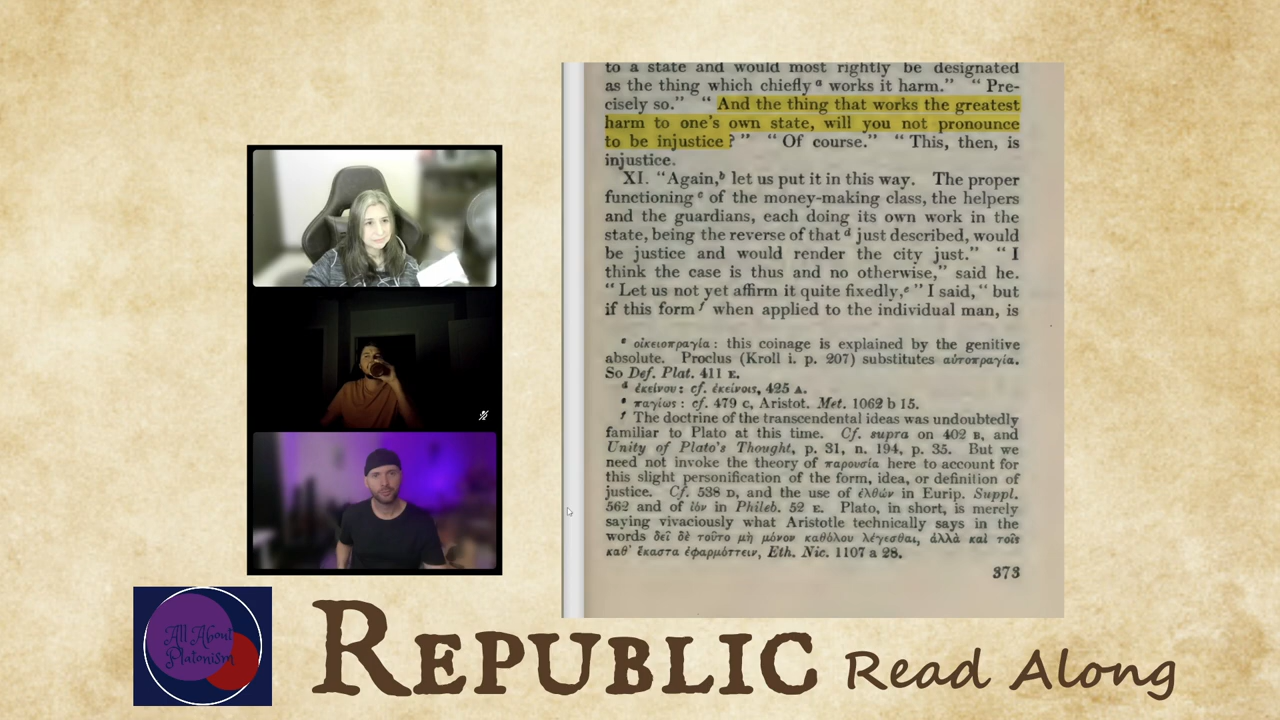 to a state and would most rightly be designated
as the thing which chiefly ᵃ works it harm.” “ Pre-
cisely so.” “ And the thing that works the greatest
harm to one’s own state, will you not pronounce
to be injustice ? ” “ Of course.” “ This, then, is
injustice.
XI. “Again,ᵇ let us put it in this way. The proper
functioning ᶜ of the money-making class, the helpers
and the guardians, each doing its own work in the
state, being the reverse of that ᵈ just described, would
be justice and would render the city just.” “ I
think the case is thus and no otherwise,” said he.
“ Let us not yet affirm it quite fixedly,ᵉ ” I said, “ but
if this form ᶠ when applied to the individual man, is
ᶜ οἰκειοπραγία : this coinage is explained by the genitive
absolute. Proclus (Kroll i. p. 207) substitutes αὐτοπραγία.
So Def. Plat. 411 E.
ᵈ ἐκείνου : cf. ἐκείνοις, 425 A.
ᵉ παγίως : cf. 479 C, Aristot. Met. 1062 b 15.
ᶠ The doctrine of the transcendental ideas was undoubtedly
familiar to Plato at this time. Cf. supra on 402 B, and
Unity of Plato’s Thought, p. 31, n. 194, p. 35. But we
need not invoke the theory of παρουσία here to account for
this slight personification of the form, idea, or definition of
justice. Cf. 538 D, and the use of ἐλθών in Eurip. Suppl.
562 and of ἰόν in Phileb. 52 E. Plato, in short, is merely
saying vivaciously what Aristotle technically says in the
words δεῖ δὲ τοῦτο μὴ μόνον καθόλου λέγεσθαι, ἀλλὰ καὶ τοῖς
καθ’ ἕκαστα ἐφαρμόττειν, Eth. Nic. 1107 a 28.
373
All About
Platonism
REPUBLIC Read Along